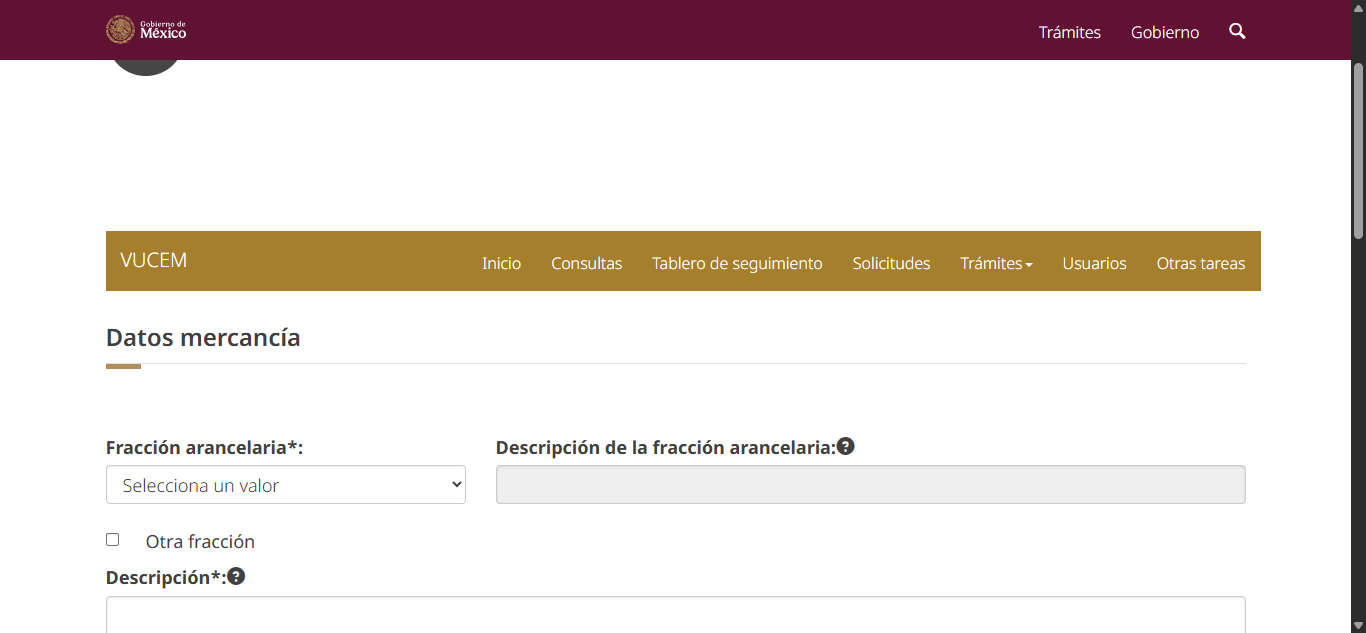 Gobierno de
México
Trámites
Gobierno
VUCEM
Inicio
Consultas
Tablero de seguimiento
Solicitudes
Trámites
Usuarios
Otras tareas
Datos mercancía
Fracción arancelaria*:
Descripción de la fracción arancelaria:
Selecciona un valor
Otra fracción
Descripción*: